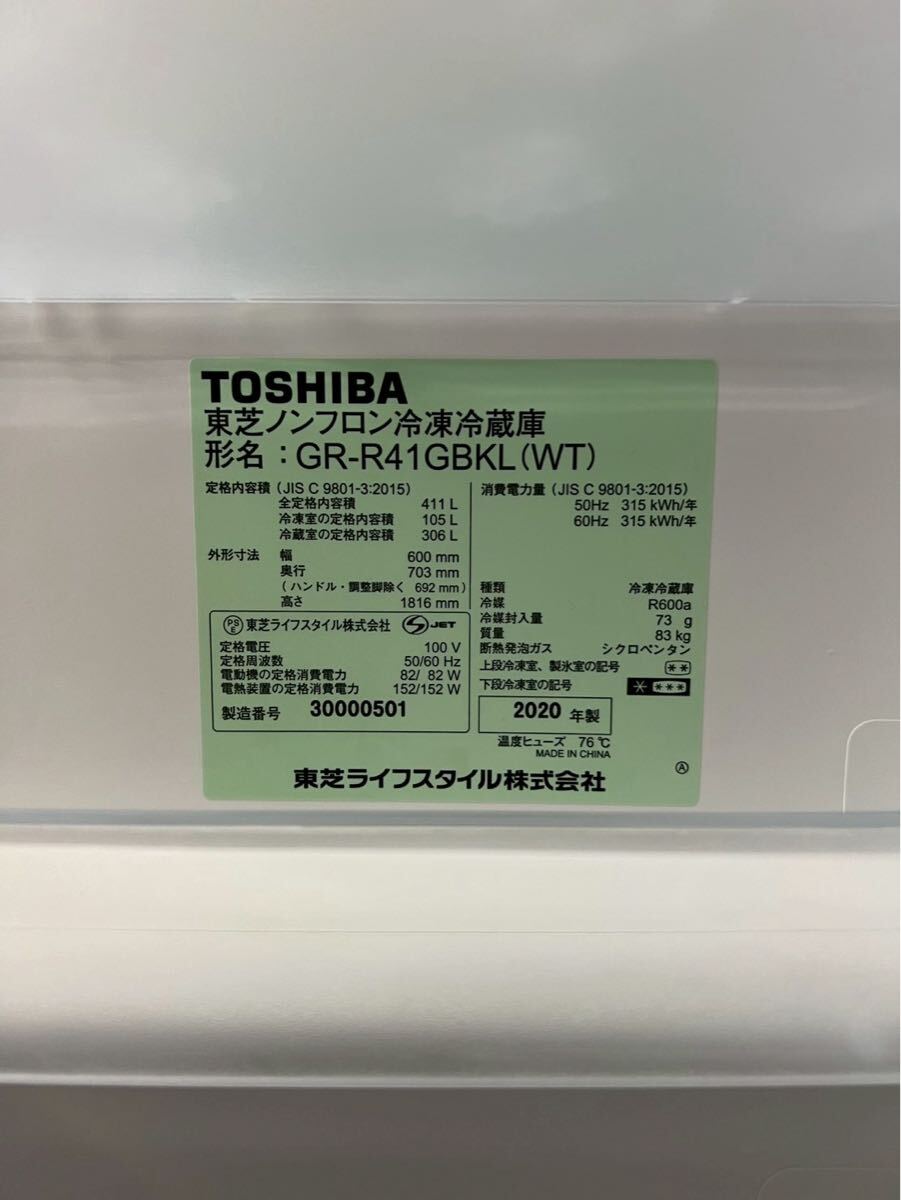 TOSHIBA
東芝ノンフロン冷凍冷蔵庫
形名：GR-R41GBKL(WT)
定格内容積 (JIS C 9801-3:2015)
全定格内容積 411 L
冷凍室の定格内容積 105 L
冷蔵室の定格内容積 306 L
外形寸法 幅 600 mm
奥行 703 mm
(ハンドル・調整脚除く 692 mm)
高さ 1816 mm
PSE 東芝ライフスタイル株式会社 S JET
定格電圧 100 V
定格周波数 50/60 Hz
電動機の定格消費電力 82/ 82 W
電熱装置の定格消費電力 152/152 W
製造番号 30000501
消費電力量 (JIS C 9801-3:2015)
50Hz 315 kWh/年
60Hz 315 kWh/年
種類 冷凍冷蔵庫
冷媒 R600a
冷媒封入量 73 g
質量 83 kg
断熱発泡ガス シクロペンタン
上段冷凍室、製氷室の記号 **
下段冷凍室の記号 * ***
2020 年製
温度ヒューズ 76 ℃
MADE IN CHINA
Ⓐ
東芝ライフスタイル株式会社